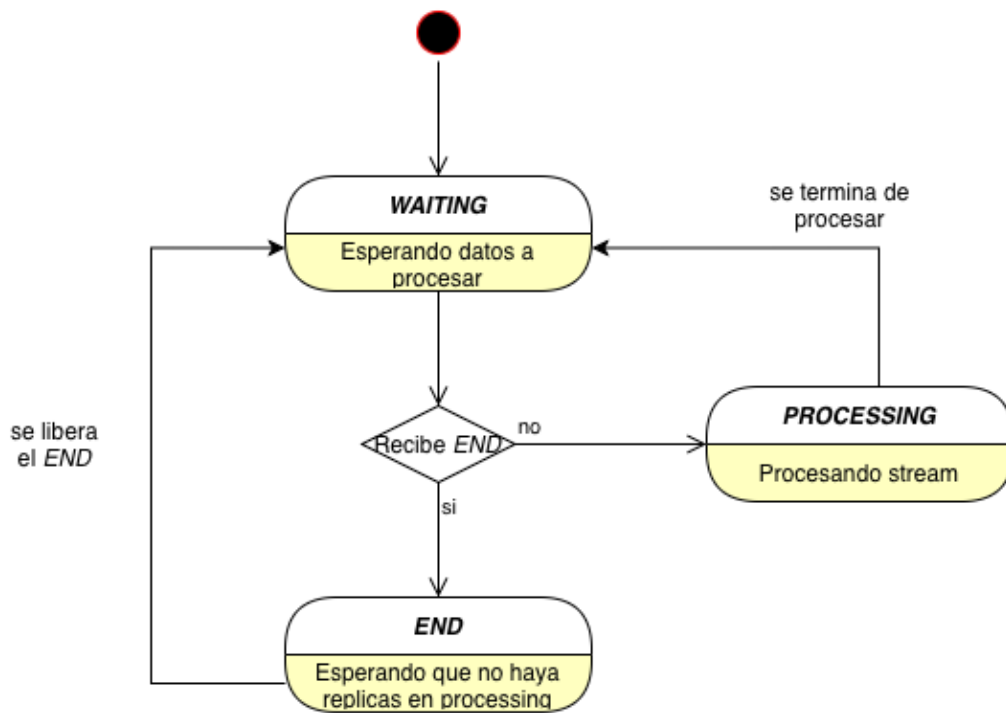 WAITING
Esperando datos a
procesar
se termina de
procesar
se libera
el END
Recibe END
no
si
PROCESSING
Procesando stream
END
Esperando que no haya
replicas en processing